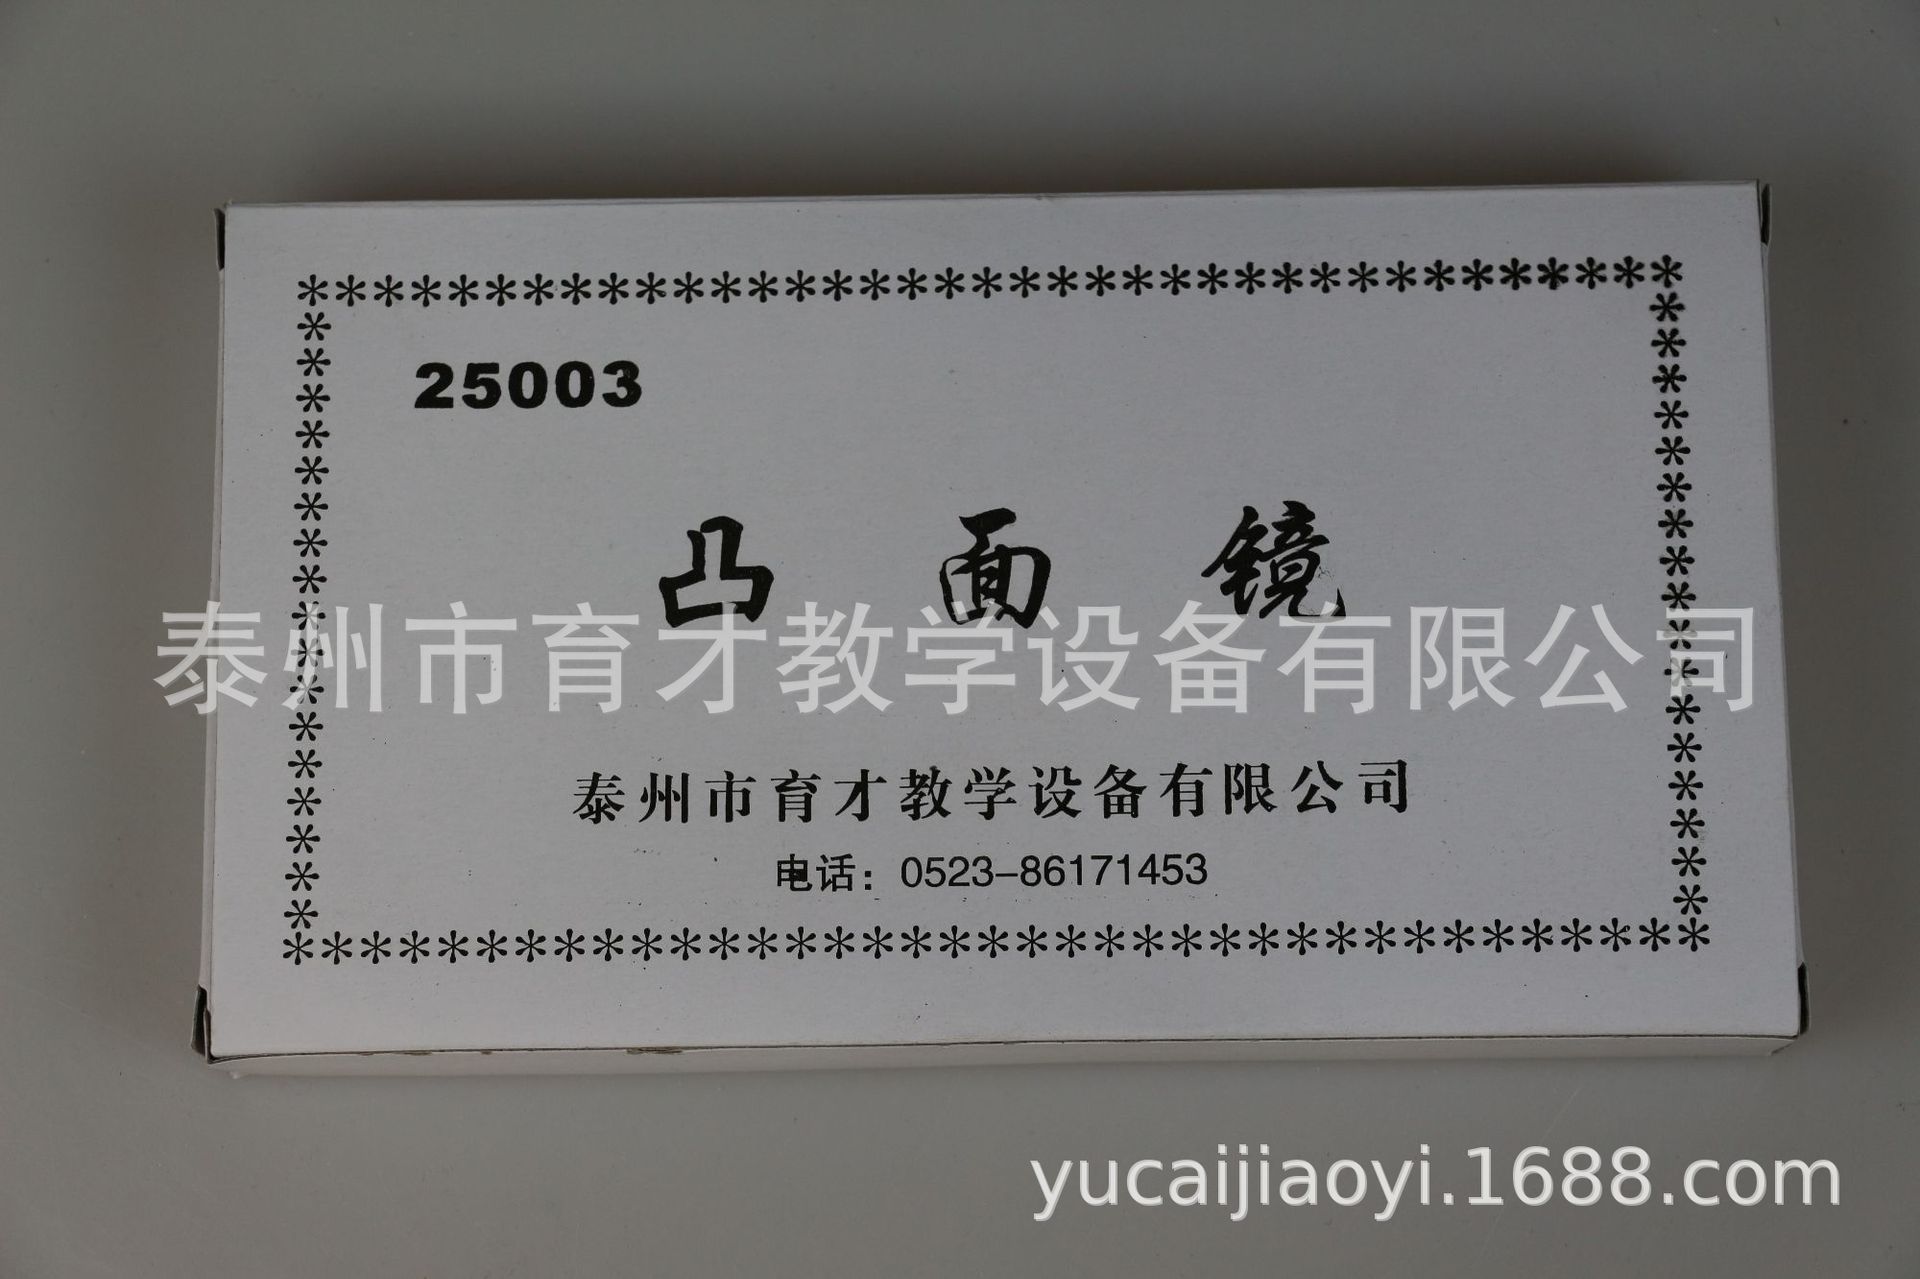 25003
凸面镜
泰州市育才教学设备有限公司
泰州市育才教学设备有限公司
电话：0523-86171453
yucaijiaoyi.1688.com